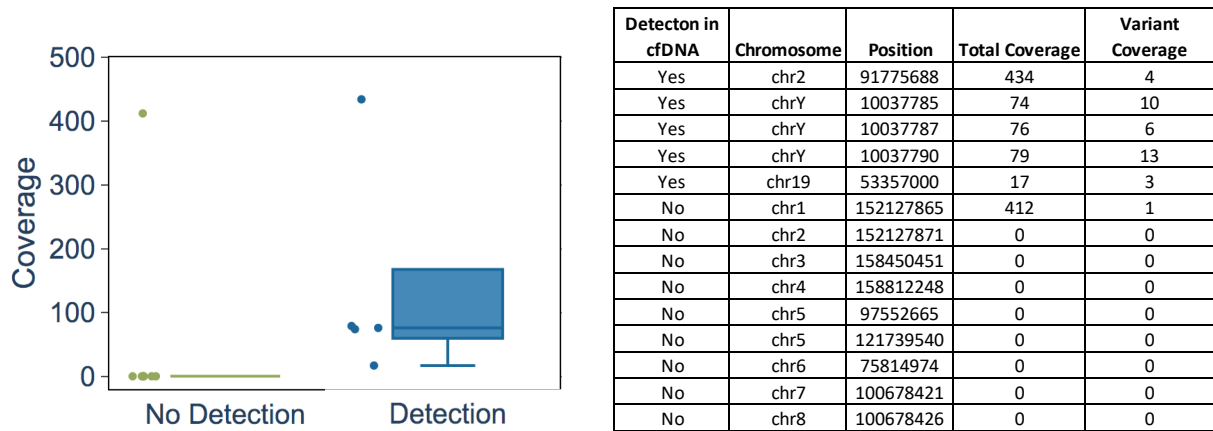 500
400
300
200
100
0
Coverage
No Detection
Detection
Detecton in cfDNA Chromosome Position Total Coverage Variant Coverage
Yes chr2 91775688 434 4
Yes chrY 10037785 74 10
Yes chrY 10037787 76 6
Yes chrY 10037790 79 13
Yes chr19 53357000 17 3
No chr1 152127865 412 1
No chr2 152127871 0 0
No chr3 158450451 0 0
No chr4 158812248 0 0
No chr5 97552665 0 0
No chr5 121739540 0 0
No chr6 75814974 0 0
No chr7 100678421 0 0
No chr8 100678426 0 0